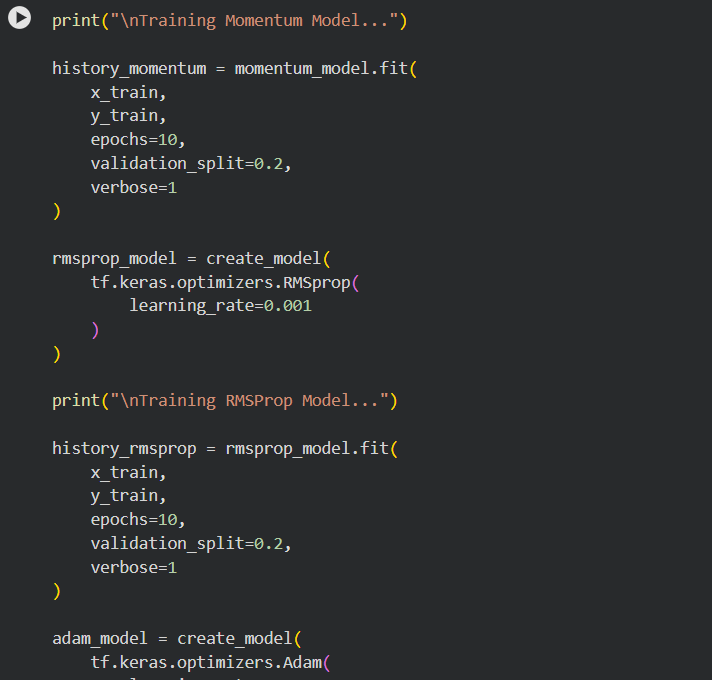 print("\nTraining Momentum Model...")
history_momentum = momentum_model.fit(
    x_train,
    y_train,
    epochs=10,
    validation_split=0.2,
    verbose=1
)
rmsprop_model = create_model(
    tf.keras.optimizers.RMSprop(
        learning_rate=0.001
    )
)
print("\nTraining RMSProp Model...")
history_rmsprop = rmsprop_model.fit(
    x_train,
    y_train,
    epochs=10,
    validation_split=0.2,
    verbose=1
)
adam_model = create_model(
    tf.keras.optimizers.Adam(